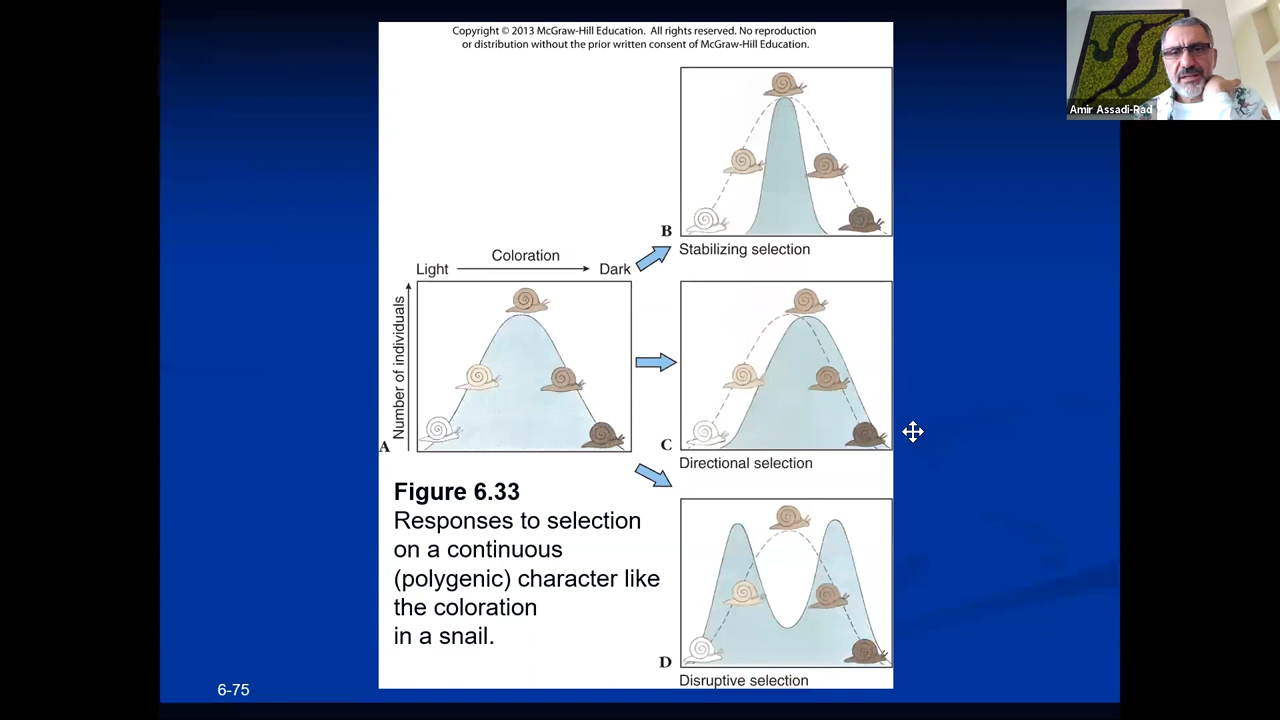 Copyright © 2013 McGraw-Hill Education. All rights reserved. No reproduction
or distribution without the prior written consent of McGraw-Hill Education.
Amir Assadi-Rad
B
Stabilizing selection
Coloration
Light
Dark
Number of individuals
A
C
Directional selection
Figure 6.33
Responses to selection
on a continuous
(polygenic) character like
the coloration
in a snail.
D
Disruptive selection
6-75